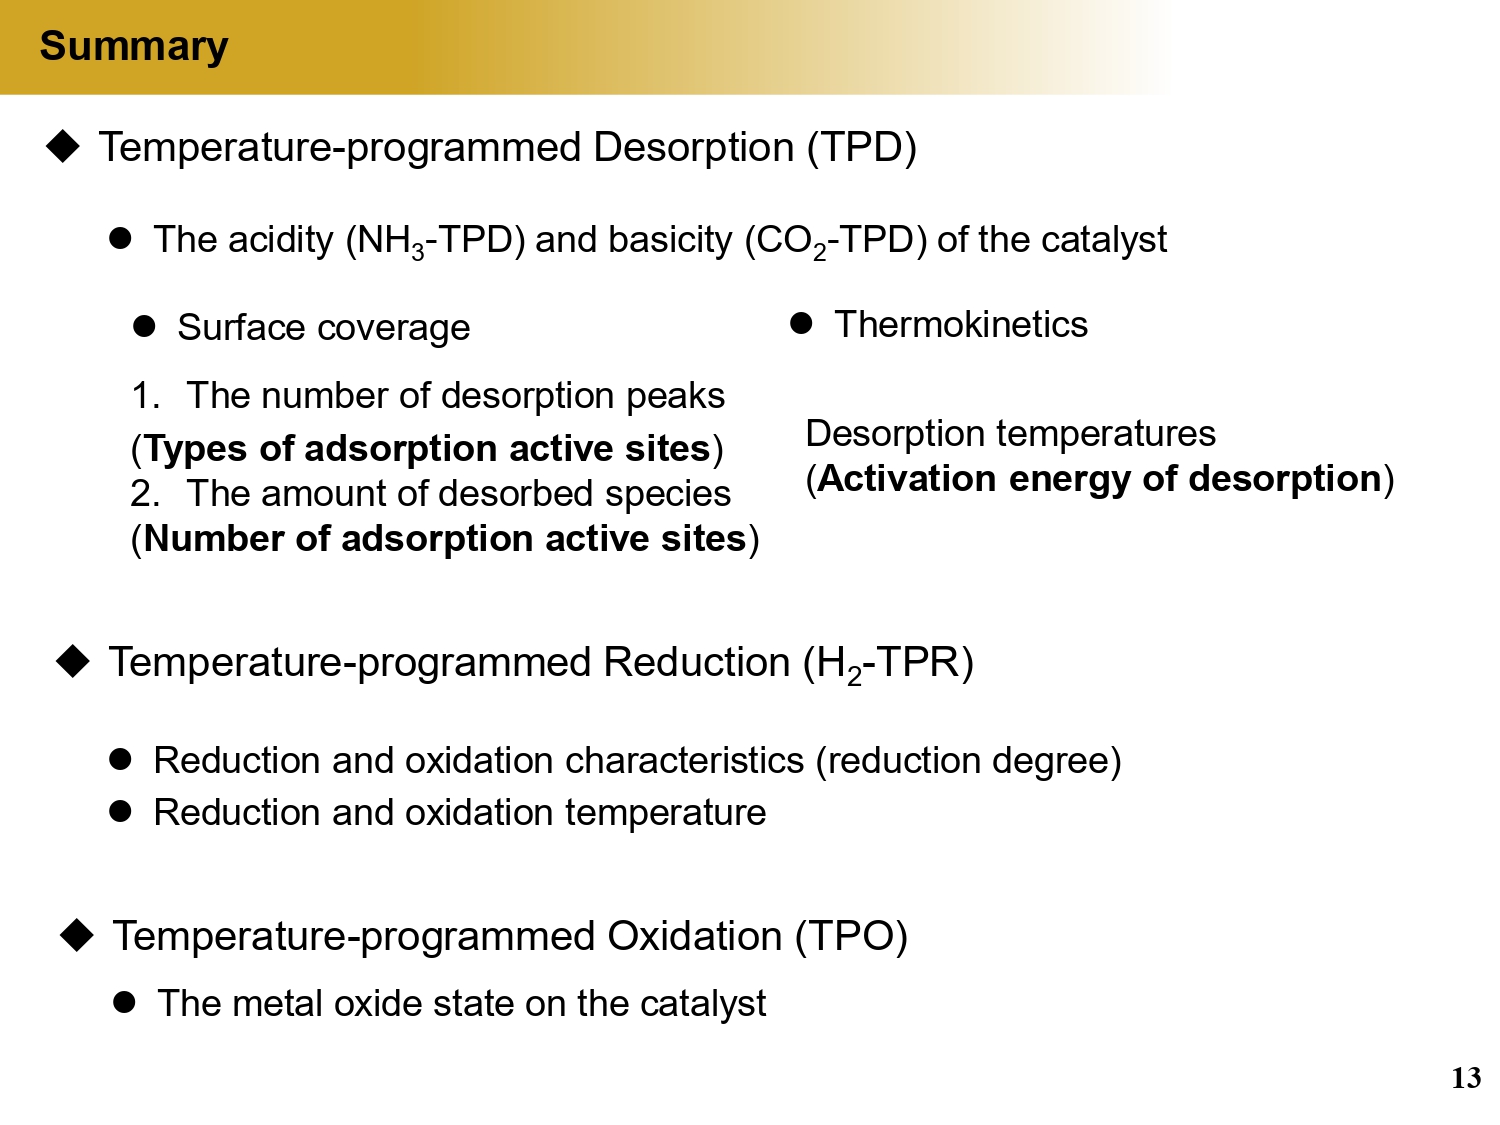 Summary
◆ Temperature-programmed Desorption (TPD)
● The acidity (NH₃-TPD) and basicity (CO₂-TPD) of the catalyst
● Surface coverage
1. The number of desorption peaks
(Types of adsorption active sites)
2. The amount of desorbed species
(Number of adsorption active sites)
● Thermokinetics
Desorption temperatures
(Activation energy of desorption)
◆ Temperature-programmed Reduction (H₂-TPR)
● Reduction and oxidation characteristics (reduction degree)
● Reduction and oxidation temperature
◆ Temperature-programmed Oxidation (TPO)
● The metal oxide state on the catalyst
13